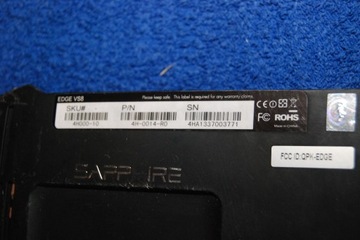 EDGE VS8
Please keep safe. This label is required for any warranty claims.
SKU# P/N SN
4H000-10 4H-0014-R0 4HA1337003771
FC RoHS
FCC ID:QPK-EDGE
SAPPHIRE